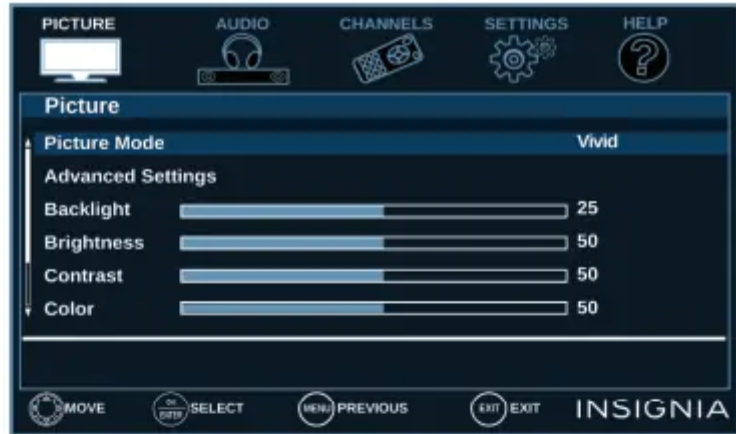 PICTURE AUDIO CHANNELS SETTINGS HELP
Picture
Picture Mode Vivid
Advanced Settings
Backlight 25
Brightness 50
Contrast 50
Color 50
MOVE OK ENTER SELECT MENU PREVIOUS EXIT EXIT INSIGNIA